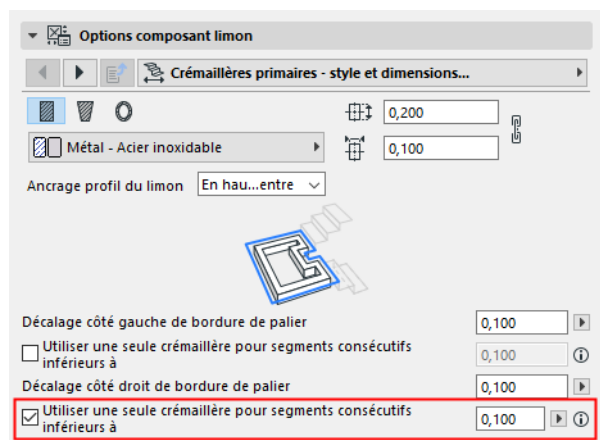 Options composant limon
Crémaillères primaires - style et dimensions...
0,200
Métal - Acier inoxidable
0,100
Ancrage profil du limon En hau...entre
Décalage côté gauche de bordure de palier 0,100
Utiliser une seule crémaillère pour segments consécutifs
inférieurs à 0,100
Décalage côté droit de bordure de palier 0,100
Utiliser une seule crémaillère pour segments consécutifs
inférieurs à 0,100